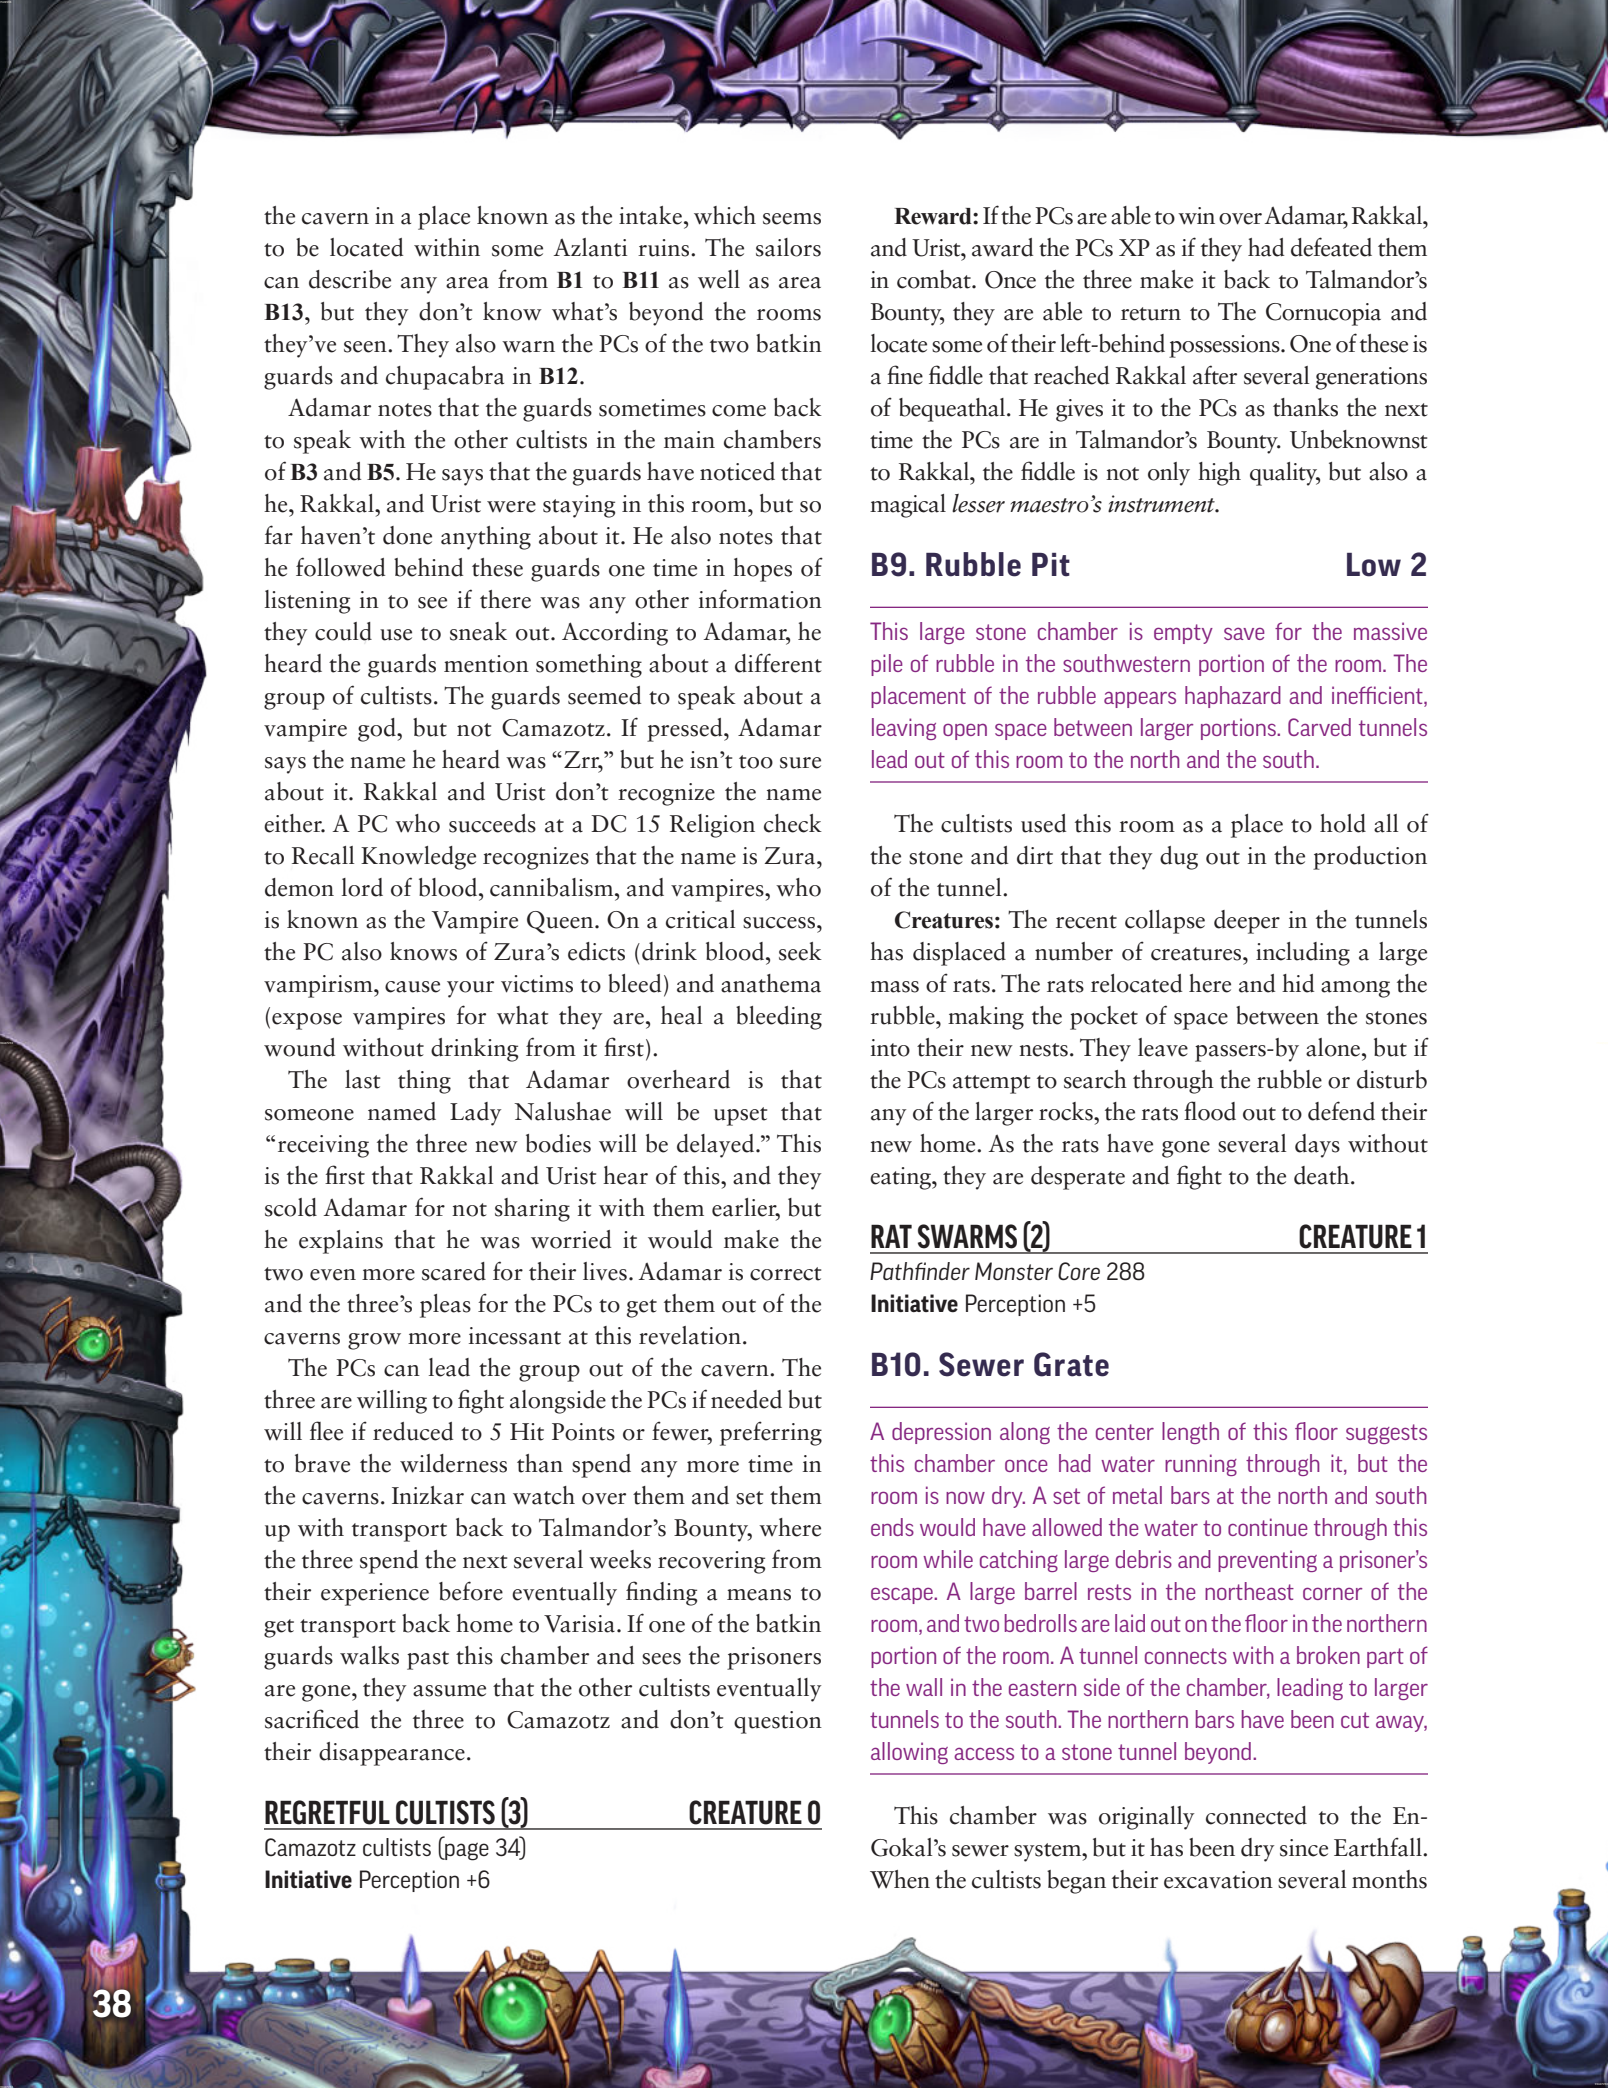 the cavern in a place known as the intake, which seems
to be located within some Azlanti ruins. The sailors
can describe any area from B1 to B11 as well as area
B13, but they don't know what's beyond the rooms
they've seen. They also warn the PCs of the two batkin
guards and chupacabra in B12.
Adamar notes that the guards sometimes come back
to speak with the other cultists in the main chambers
of B3 and B5. He says that the guards have noticed that
he, Rakkal, and Urist were staying in this room, but so
far haven't done anything about it. He also notes that
he followed behind these guards one time in hopes of
listening in to see if there was any other information
they could use to sneak out. According to Adamar, he
heard the guards mention something about a different
group of cultists. The guards seemed to speak about a
vampire god, but not Camazotz. If pressed, Adamar
says the name he heard was “Zrr,” but he isn't too sure
about it. Rakkal and Urist don't recognize the name
either. A PC who succeeds at a DC 15 Religion check
to Recall Knowledge recognizes that the name is Zura,
demon lord of blood, cannibalism, and vampires, who
is known as the Vampire Queen. On a critical success,
the PC also knows of Zura's edicts (drink blood, seek
vampirism, cause your victims to bleed) and anathema
(expose vampires for what they are, heal a bleeding
wound without drinking from it first).
The last thing that Adamar overheard is that
someone named Lady Nalushae will be upset that
“receiving the three new bodies will be delayed.” This
is the first that Rakkal and Urist hear of this, and they
scold Adamar for not sharing it with them earlier, but
he explains that he was worried it would make the
two even more scared for their lives. Adamar is correct
and the three's pleas for the PCs to get them out of the
caverns grow more incessant at this revelation.
The PCs can lead the group out of the cavern. The
three are willing to fight alongside the PCs if needed but
will flee if reduced to 5 Hit Points or fewer, preferring
to brave the wilderness than spend any more time in
the caverns. Inizkar can watch over them and set them
up with transport back to Talmandor's Bounty, where
the three spend the next several weeks recovering from
their experience before eventually finding a means to
get transport back home to Varisia. If one of the batkin
guards walks past this chamber and sees the prisoners
are gone, they assume that the other cultists eventually
sacrificed the three to Camazotz and don't question
their disappearance.
REGRETFUL CULTISTS (3) CREATURE 0
Camazotz cultists (page 34)
Initiative Perception +6
Reward: If the PCs are able to win over Adamar, Rakkal,
and Urist, award the PCs XP as if they had defeated them
in combat. Once the three make it back to Talmandor's
Bounty, they are able to return to The Cornucopia and
locate some of their left-behind possessions. One of these is
a fine fiddle that reached Rakkal after several generations
of bequeathal. He gives it to the PCs as thanks the next
time the PCs are in Talmandor's Bounty. Unbeknownst
to Rakkal, the fiddle is not only high quality, but also a
magical lesser maestro's instrument.
B9. Rubble Pit Low 2
This large stone chamber is empty save for the massive
pile of rubble in the southwestern portion of the room. The
placement of the rubble appears haphazard and inefficient,
leaving open space between larger portions. Carved tunnels
lead out of this room to the north and the south.
The cultists used this room as a place to hold all of
the stone and dirt that they dug out in the production
of the tunnel.
Creatures: The recent collapse deeper in the tunnels
has displaced a number of creatures, including a large
mass of rats. The rats relocated here and hid among the
rubble, making the pocket of space between the stones
into their new nests. They leave passers-by alone, but if
the PCs attempt to search through the rubble or disturb
any of the larger rocks, the rats flood out to defend their
new home. As the rats have gone several days without
eating, they are desperate and fight to the death.
RAT SWARMS (2) CREATURE 1
Pathfinder Monster Core 288
Initiative Perception +5
B10. Sewer Grate
A depression along the center length of this floor suggests
this chamber once had water running through it, but the
room is now dry. A set of metal bars at the north and south
ends would have allowed the water to continue through this
room while catching large debris and preventing a prisoner's
escape. A large barrel rests in the northeast corner of the
room, and two bedrolls are laid out on the floor in the northern
portion of the room. A tunnel connects with a broken part of
the wall in the eastern side of the chamber, leading to larger
tunnels to the south. The northern bars have been cut away,
allowing access to a stone tunnel beyond.
This chamber was originally connected to the En-
Gokal's sewer system, but it has been dry since Earthfall.
When the cultists began their excavation several months
38